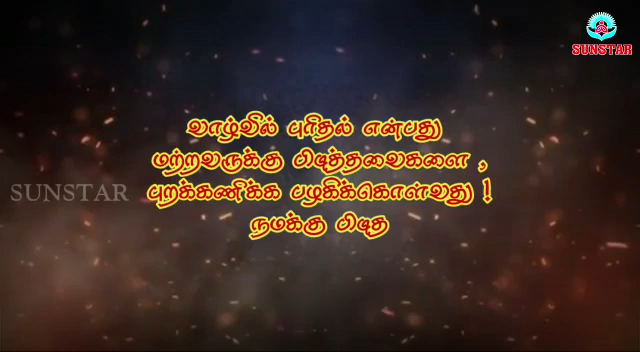 SUNSTAR
வாழ்வில் புரிதல் என்பது
மற்றவருக்கு பிடித்தவைகளை ,
புறக்கணிக்க பழகிக்கொள்வது !
நமக்கு பிடித
SUNSTAR